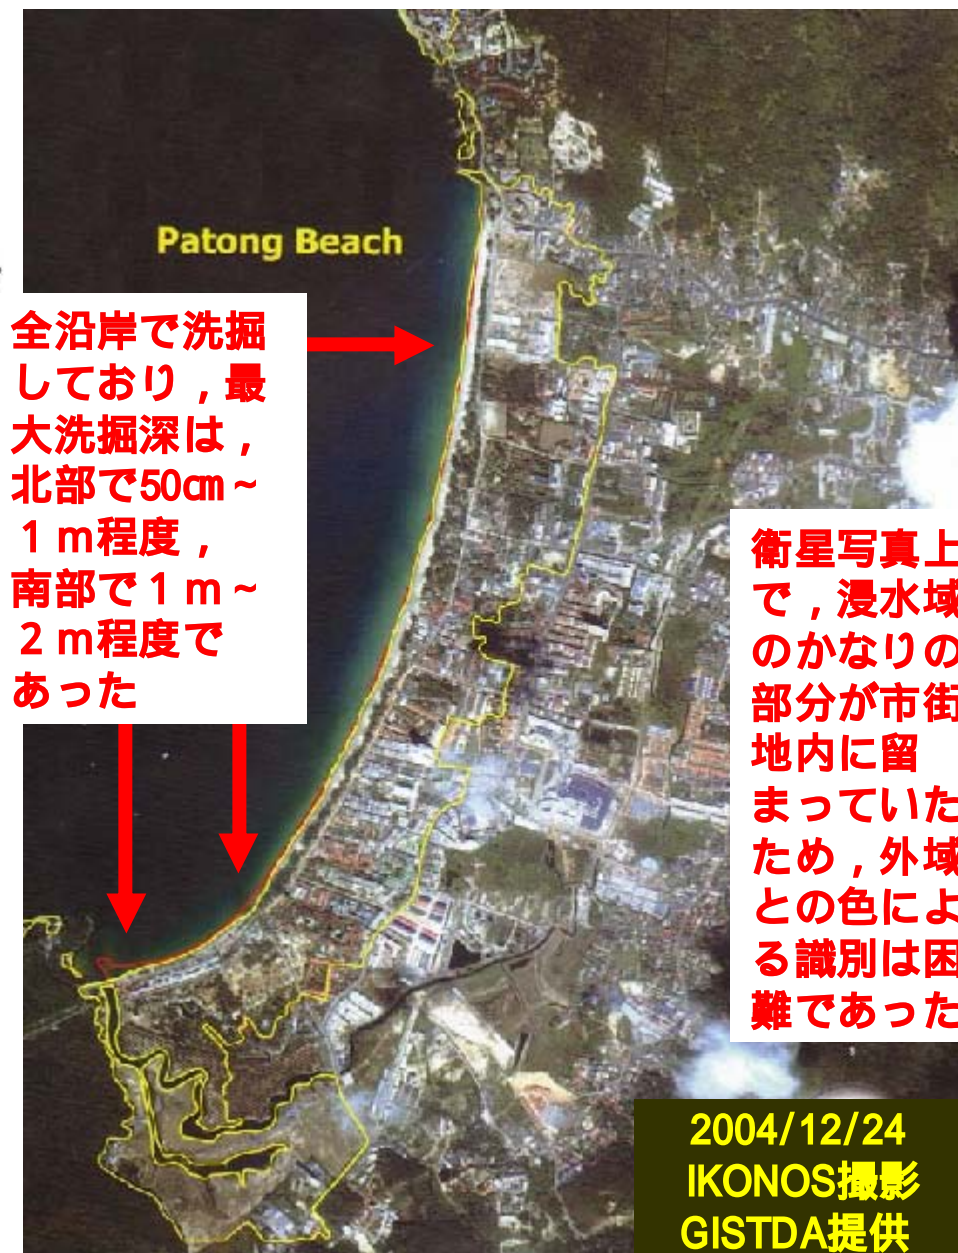 Patong Beach
全沿岸で洗掘
しており，最
大洗掘深は，
北部で50㎝～
１ｍ程度，
南部で１ｍ～
２ｍ程度で
あった
衛星写真上
で，浸水域
のかなりの
部分が市街
地内に留
まっていた
ため，外域
との色によ
る識別は困
難であった
2004/12/24
IKONOS撮影
GISTDA提供